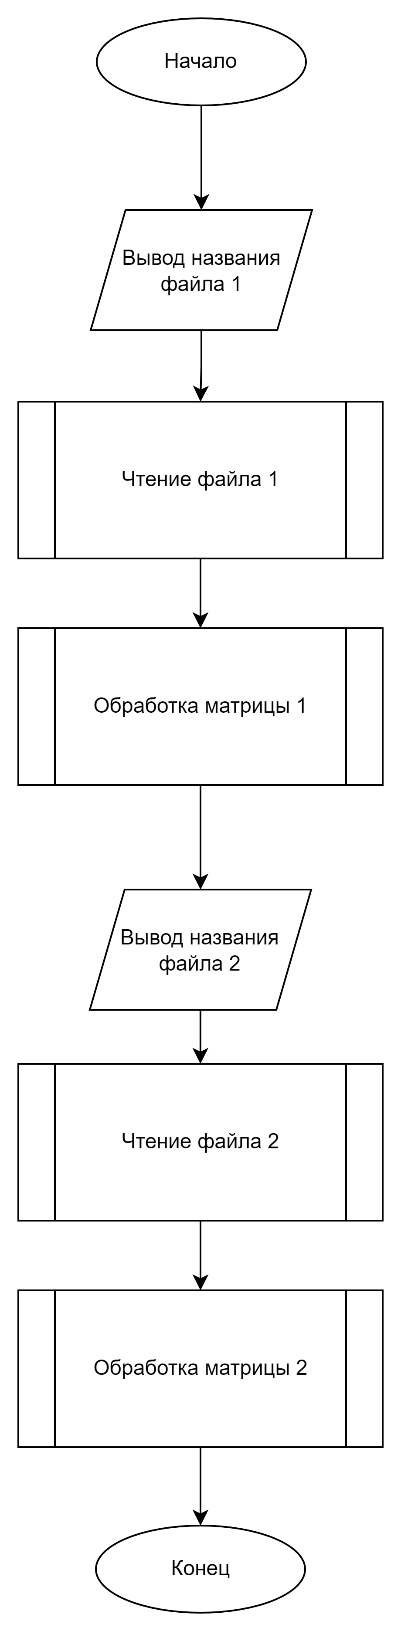 Начало
Вывод названия
файла 1
Чтение файла 1
Обработка матрицы 1
Вывод названия
файла 2
Чтение файла 2
Обработка матрицы 2
Конец